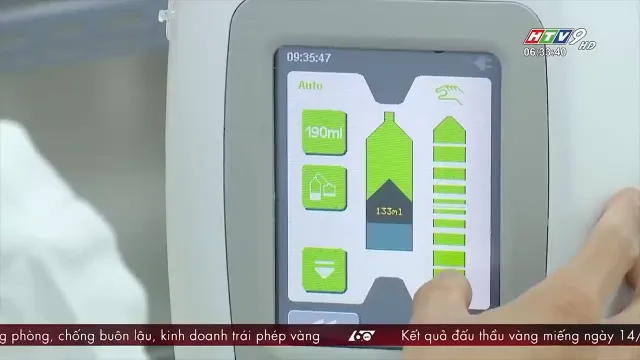 HTV9 HD
06:33:40
09:35:47
Auto
190ml
133ml
phòng, chống buôn lậu, kinh doanh trái phép vàng
60
Kết quả đấu thầu vàng miếng ngày 14/